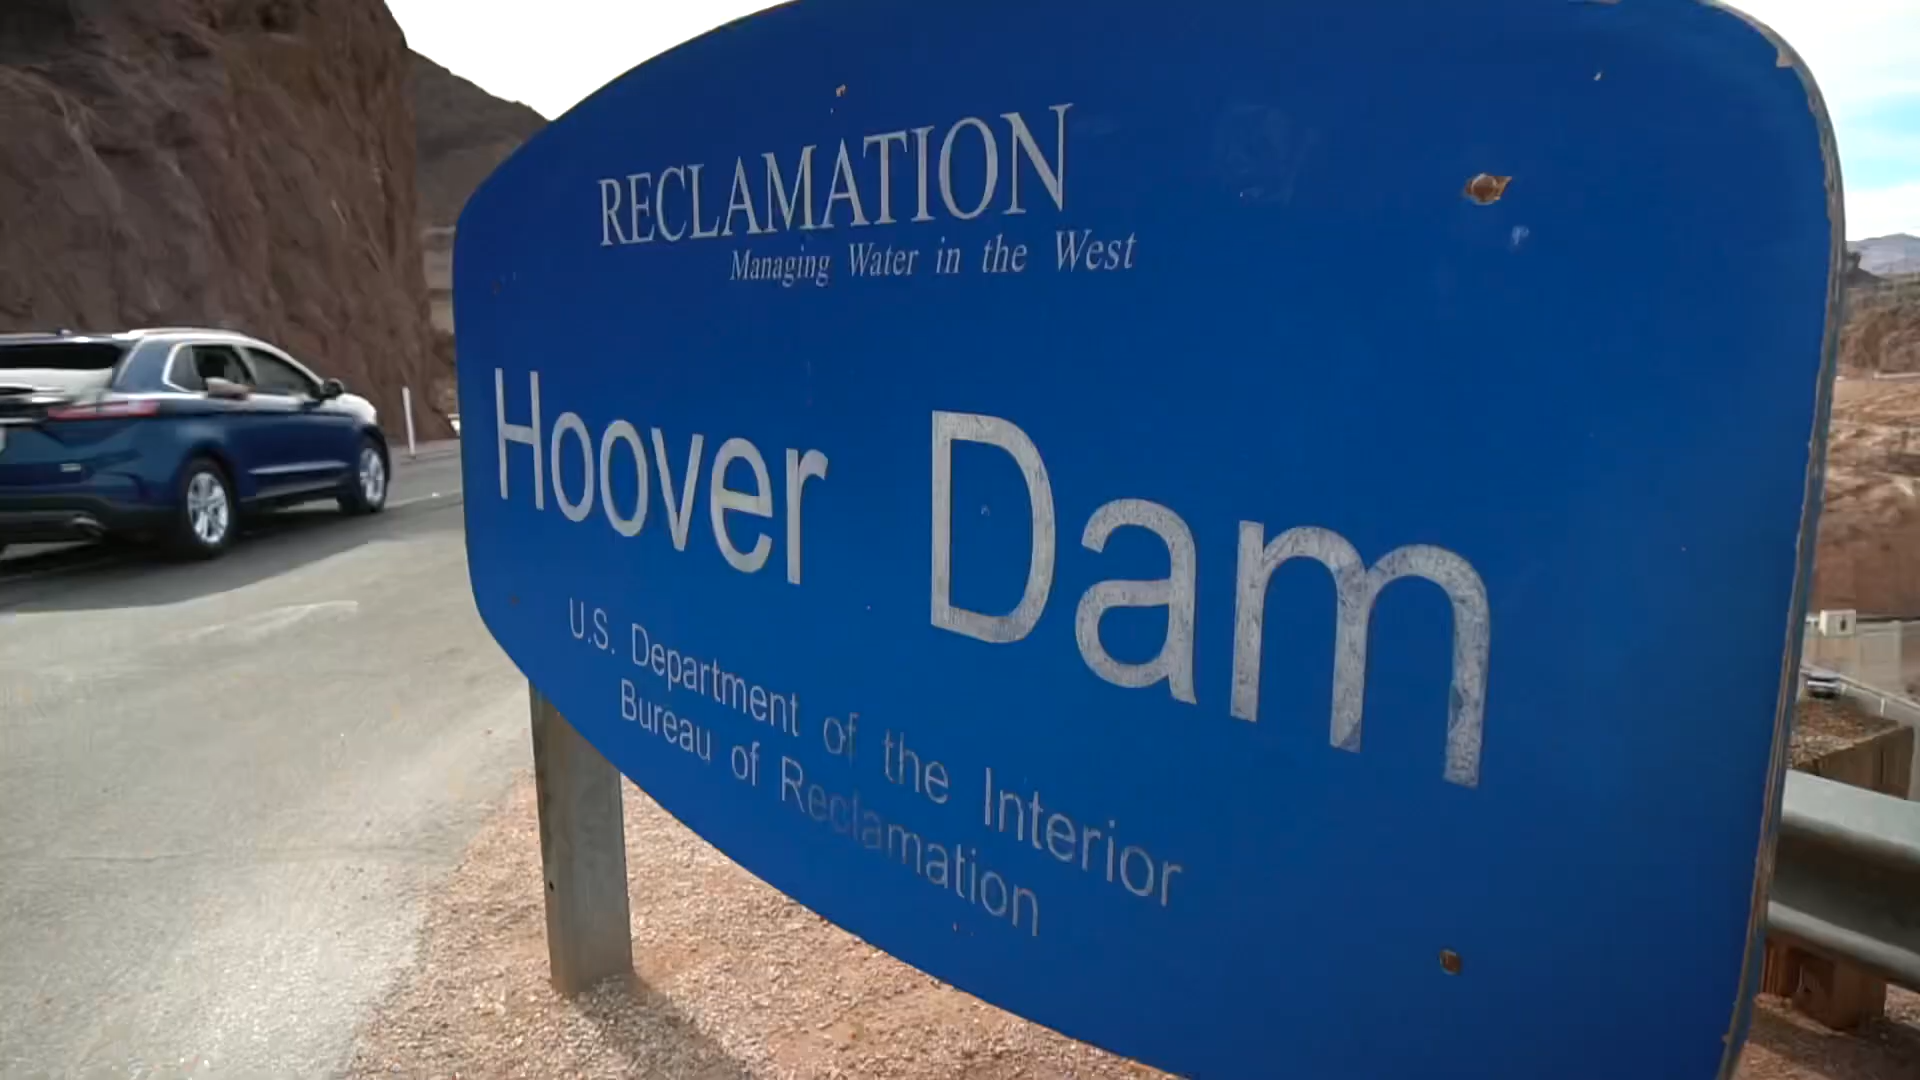 RECLAMATION
Managing Water in the West
Hoover Dam
U.S. Department of the Interior
Bureau of Reclamation